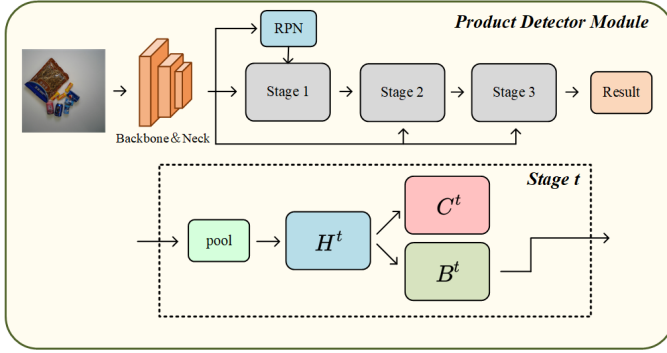 Product Detector Module
RPN
Stage 1
Stage 2
Stage 3
Result
Backbone&Neck
Stage t
pool
H^t
C^t
B^t